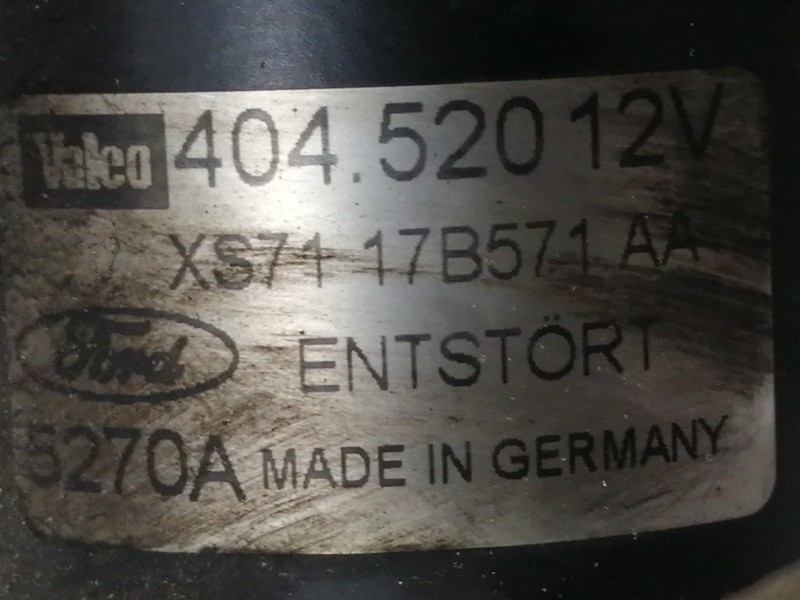 Valeo 404.520 12V
XS71 17B571 AA
Ford ENTSTÖRT
5270A MADE IN GERMANY